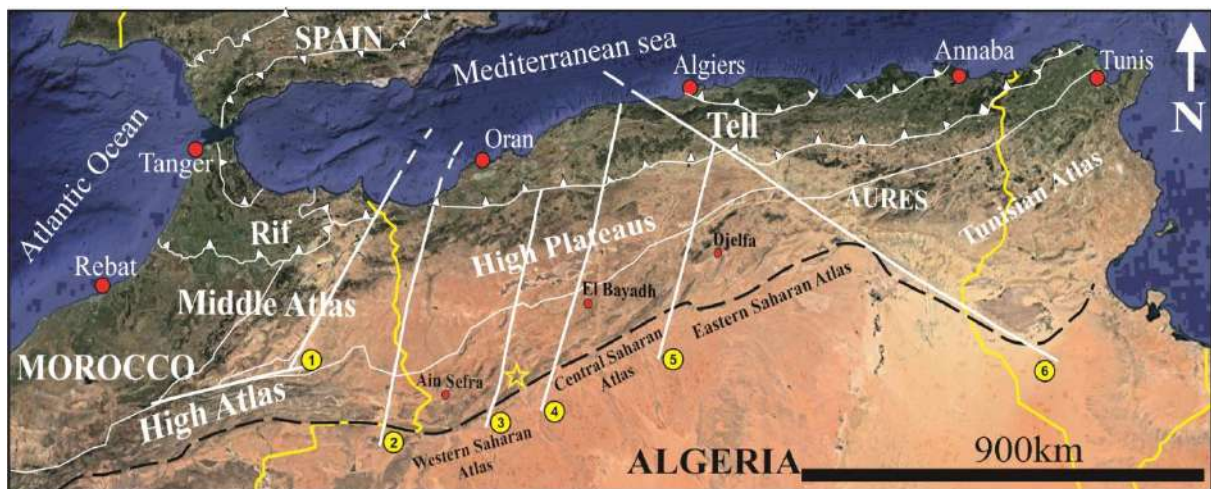 SPAIN
Mediterranean sea
Algiers
Annaba
Tunis
N
Atlantic Ocean
Tanger
Oran
Tell
Rif
AURES
Tunisian Atlas
High Plateaus
Djelfa
Rebat
Middle Atlas
El Bayadh
Eastern Saharan Atlas
MOROCCO
1
Central Saharan
Atlas
5
6
High Atlas
Ain Sefra
3
4
2
Western Saharan
Atlas
ALGERIA
900km